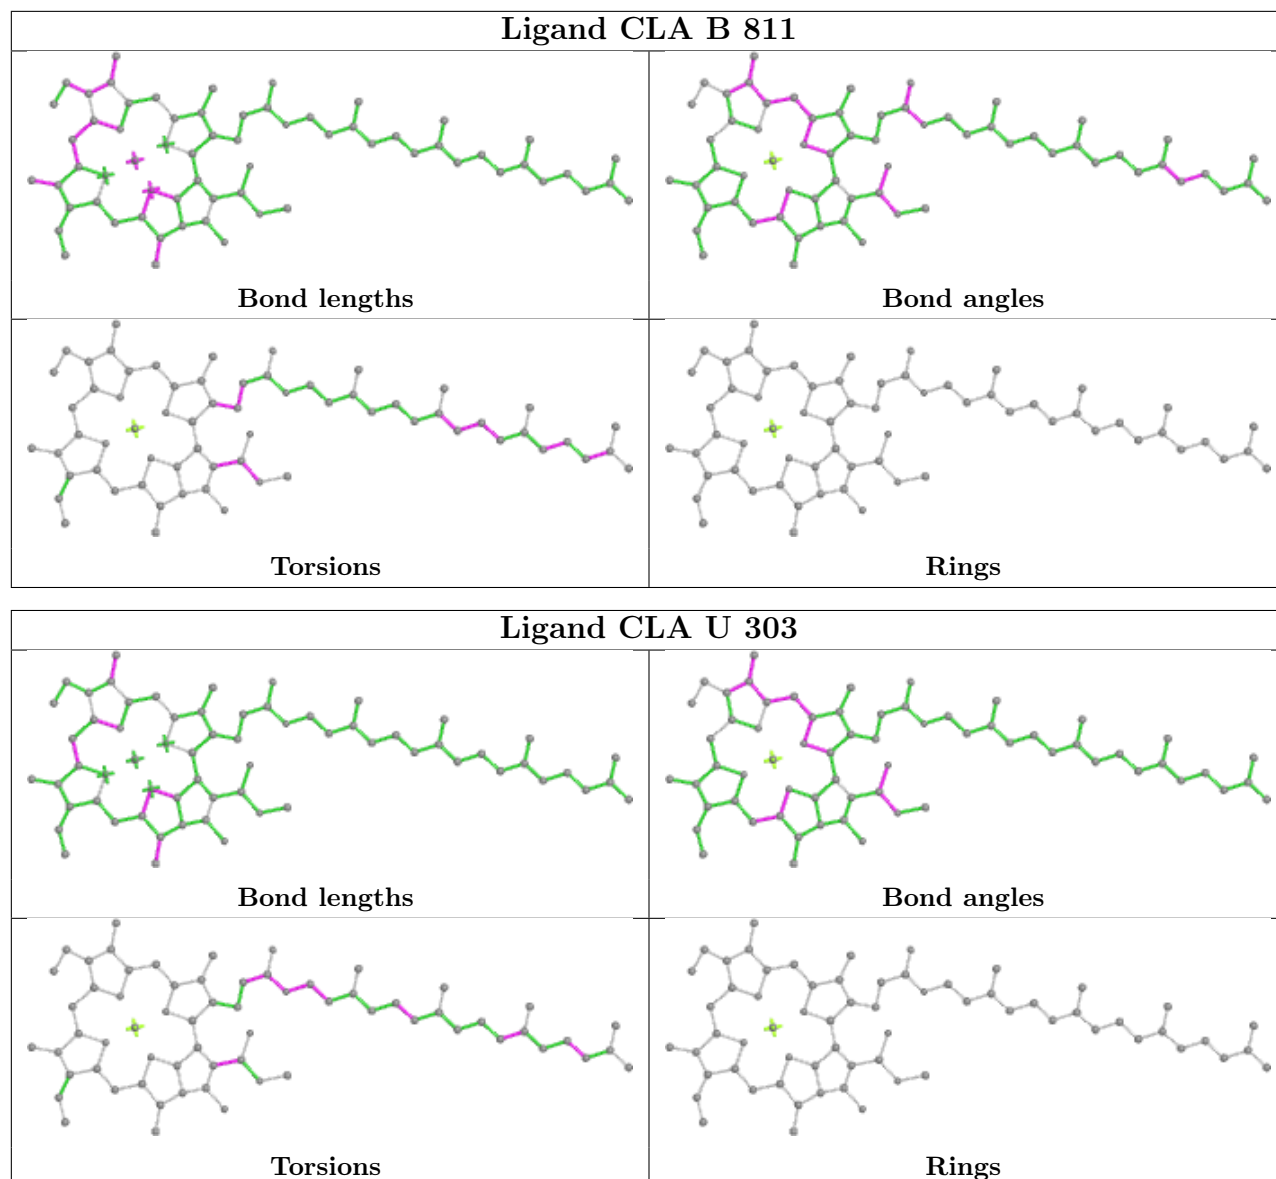 Ligand CLA B 811
Bond lengths
Bond angles
Torsions
Rings
Ligand CLA U 303
Bond lengths
Bond angles
Torsions
Rings